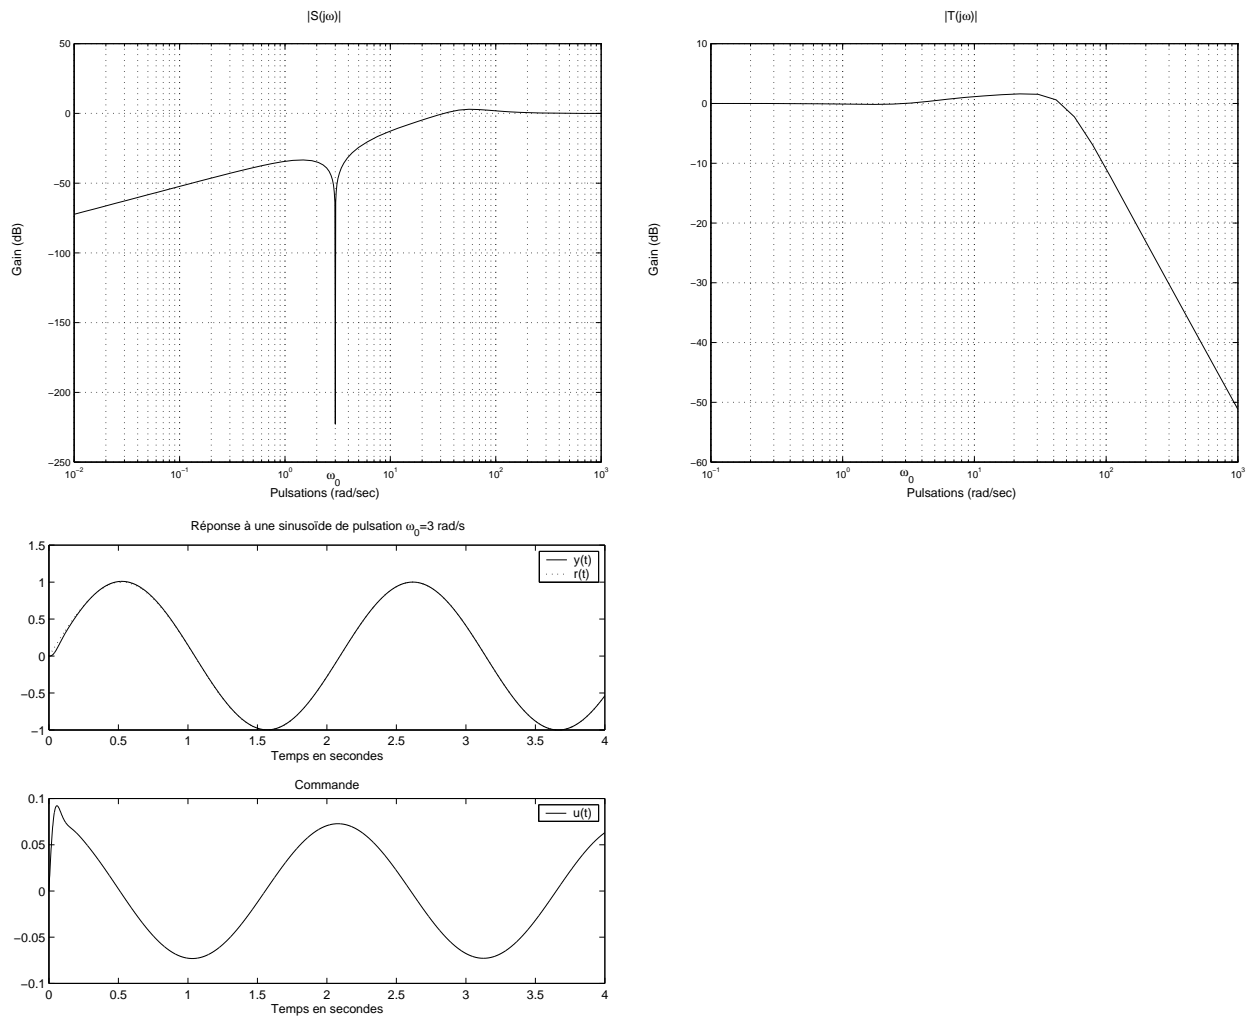 |S(jω)|
50
0
−50
−100
−150
−200
−250
Gain (dB)
10⁻² 10⁻¹ 10⁰ 10¹ 10² 10³
ω₀
Pulsations (rad/sec)
|T(jω)|
10
0
−10
−20
−30
−40
−50
−60
Gain (dB)
10⁻¹ 10⁰ 10¹ 10² 10³
ω₀
Pulsations (rad/sec)
Réponse à une sinusoïde de pulsation ω₀=3 rad/s
1.5
1
0.5
0
−0.5
−1
y(t)
r(t)
0 0.5 1 1.5 2 2.5 3 3.5 4
Temps en secondes
Commande
0.1
0.05
0
−0.05
−0.1
u(t)
0 0.5 1 1.5 2 2.5 3 3.5 4
Temps en secondes